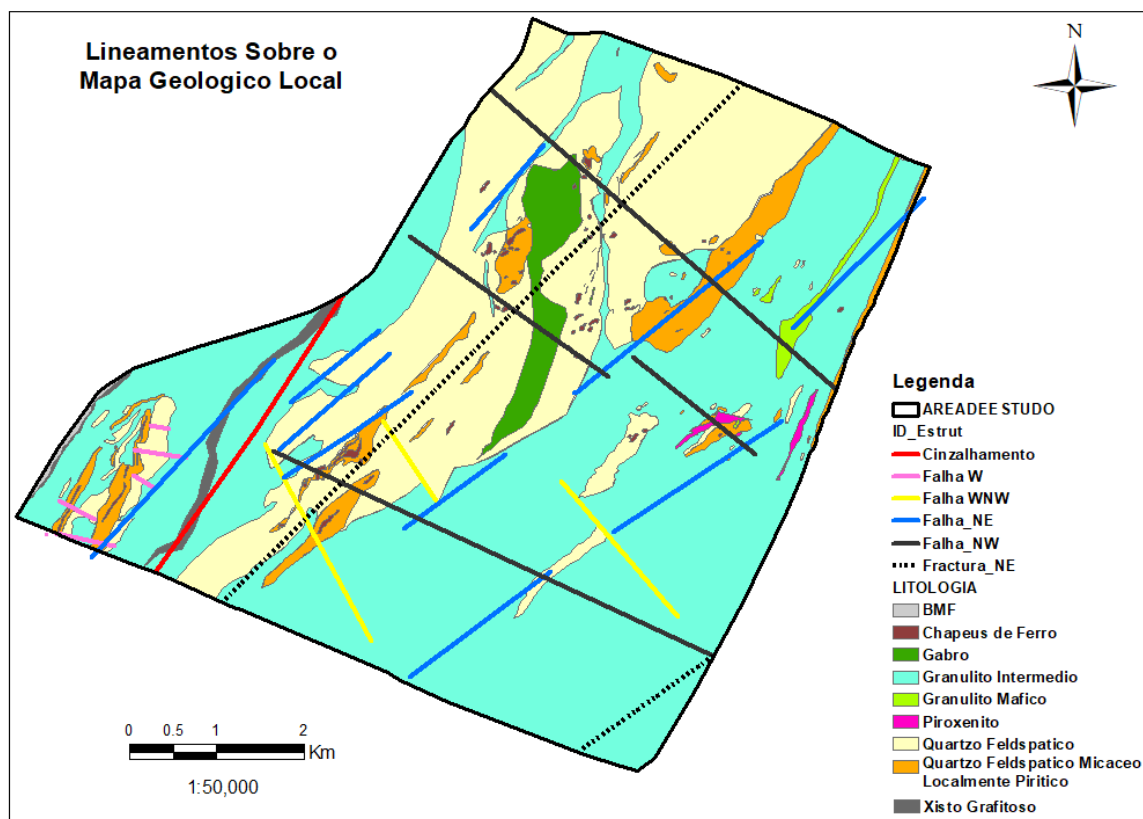 Lineamentos Sobre o
Mapa Geologico Local
N
Legenda
AREADEE STUDO
ID_Estrut
Cinzalhamento
Falha W
Falha WNW
Falha_NE
Falha_NW
Fractura_NE
LITOLOGIA
BMF
Chapeus de Ferro
Gabro
Granulito Intermedio
Granulito Mafico
Piroxenito
Quartzo Feldspatico
Quartzo Feldspatico Micaceo
Localmente Piritico
Xisto Grafitoso
0 0.5 1 2
Km
1:50,000